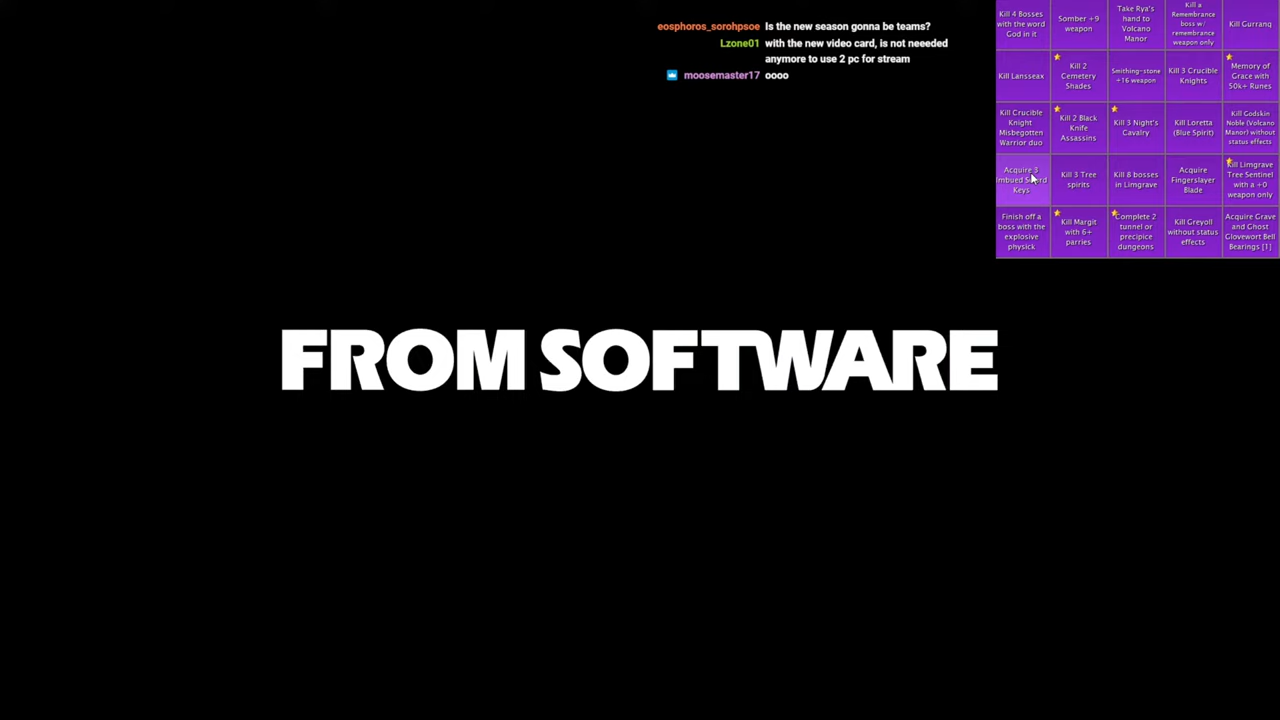 eosphoros_sorohpsoe Is the new season gonna be teams?
Lzone01 with the new video card, is not neeeded
anymore to use 2 pc for stream
moosemaster17 oooo
Kill 4 Bosses
with the word
God in it
Somber +9
weapon
Take Rya's
hand to
Volcano
Manor
Kill a
Remembrance
boss w/
remembrance
weapon only
Kill Gurranq
Kill Lansseax
Kill 2
Cemetery
Shades
Smithing-stone
+16 weapon
Kill 3 Crucible
Knights
Memory of
Grace with
50k+ Runes
Kill Crucible
Knight
Misbegotten
Warrior duo
Kill 2 Black
Knife
Assassins
Kill 3 Night's
Cavalry
Kill Loretta
(Blue Spirit)
Kill Godskin
Noble (Volcano
Manor) without
status effects
Acquire 3
Imbued Sword
Keys
Kill 3 Tree
spirits
Kill 8 bosses
in Limgrave
Acquire
Fingerslayer
Blade
Kill Limgrave
Tree Sentinel
with a +0
weapon only
Finish off a
boss with the
explosive
physick
Kill Margit
with 6+
parries
Complete 2
tunnel or
precipice
dungeons
Kill Greyoll
without status
effects
Acquire Grave
and Ghost
Glovewort Bell
Bearings [1]
FROM SOFTWARE